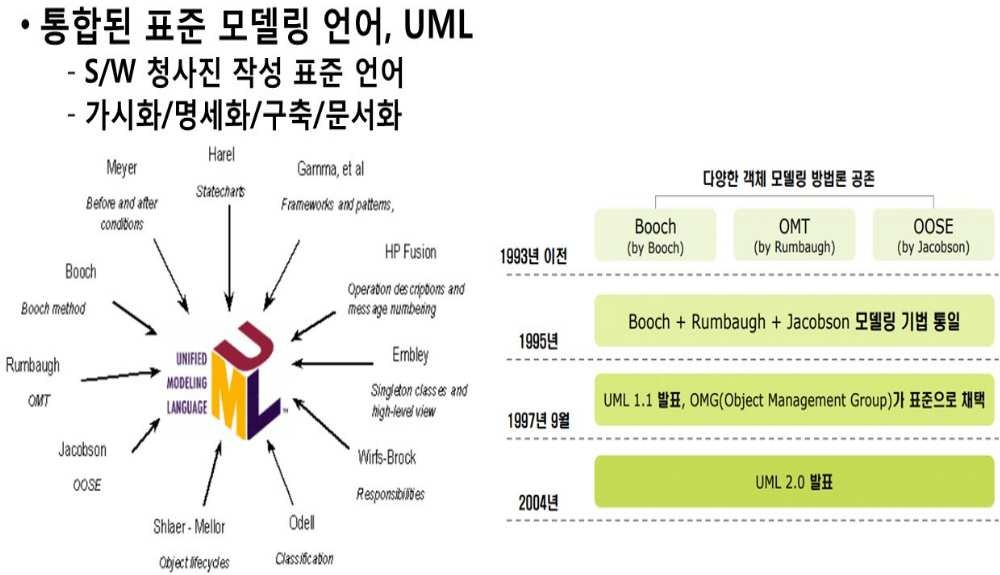 • 통합된 표준 모델링 언어, UML
- S/W 청사진 작성 표준 언어
- 가시화/명세화/구축/문서화
Harel
Statecharts
Meyer
Before and after
conditions
Gamma, et al
Frameworks and patterns,
HP Fusion
Operation descriptions and
message numbering
Booch
Booch method
Embley
Singleton classes and
high-level view
Rumbaugh
OMT
Jacobson
OOSE
Wirfs-Brock
Responsibilities
Shlaer - Mellor
Object lifecycles
Odell
Classification
UNIFIED
MODELING
LANGUAGE
UML
TM
다양한 객체 모델링 방법론 공존
Booch
(by Booch)
OMT
(by Rumbaugh)
OOSE
(by Jacobson)
1993년 이전
Booch + Rumbaugh + Jacobson 모델링 기법 통일
1995년
UML 1.1 발표, OMG(Object Management Group)가 표준으로 채택
1997년 9월
UML 2.0 발표
2004년